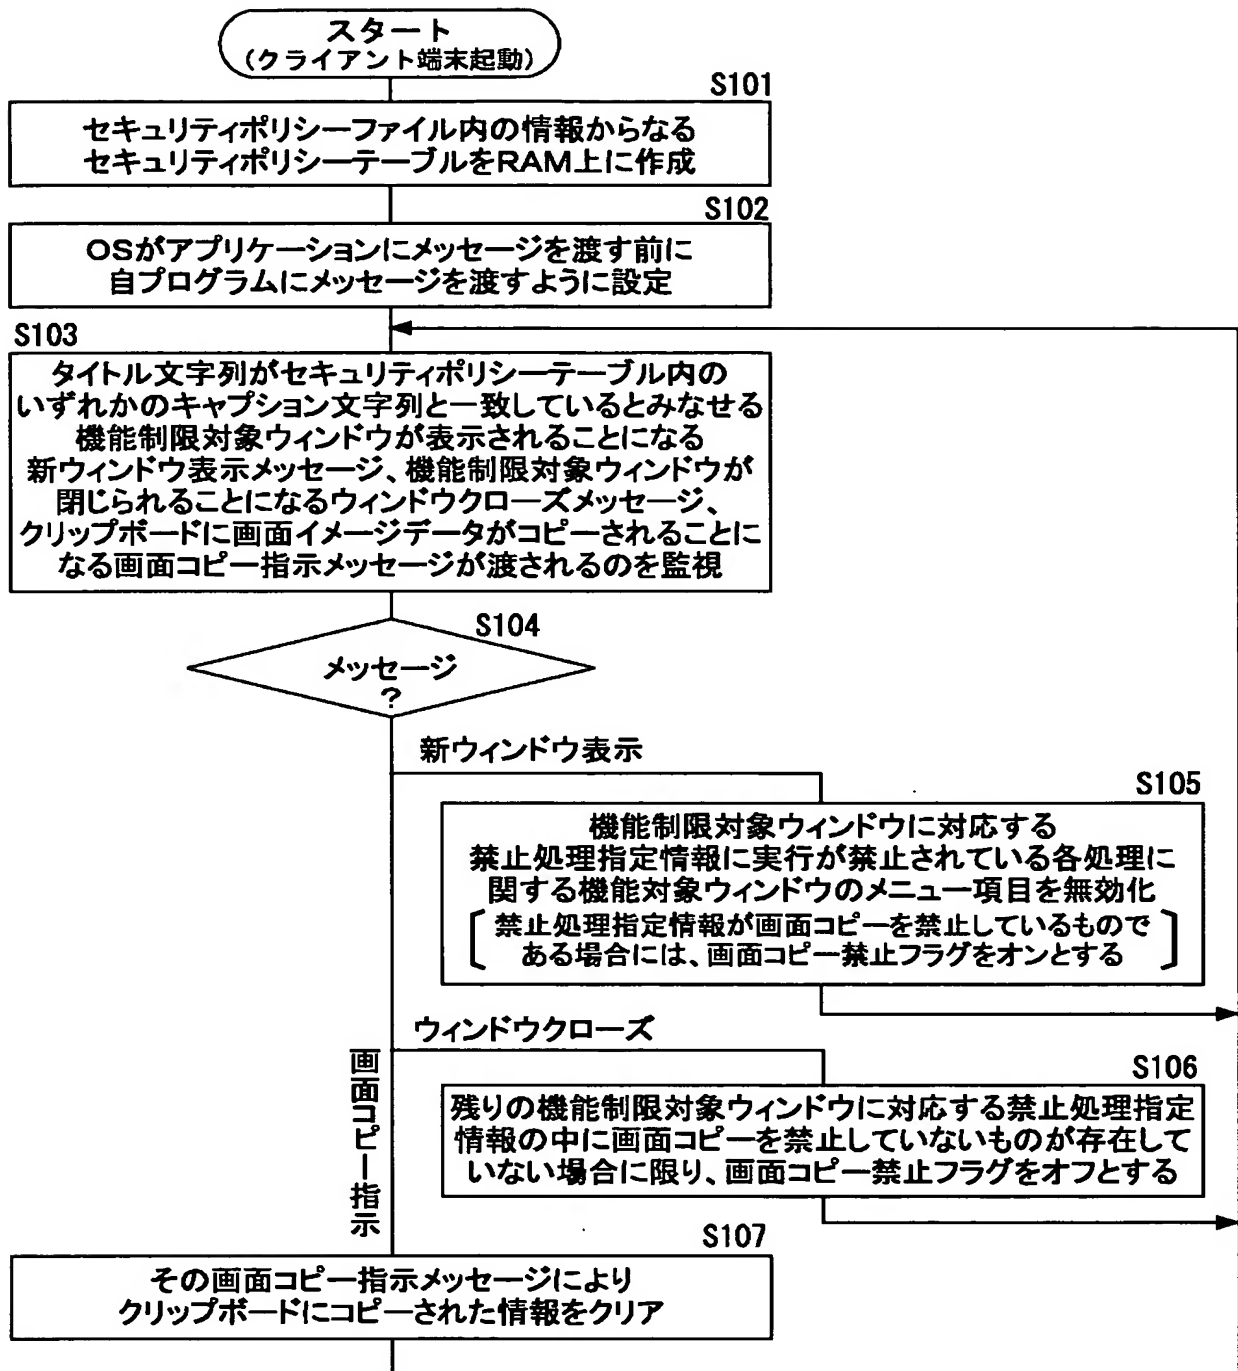 スタート
(クライアント端末起動)
S101
セキュリティポリシーファイル内の情報からなる
セキュリティポリシーテーブルをRAM上に作成
S102
OSがアプリケーションにメッセージを渡す前に
自プログラムにメッセージを渡すように設定
S103
タイトル文字列がセキュリティポリシーテーブル内の
いずれかのキャプション文字列と一致しているとみなせる
機能制限対象ウィンドウが表示されることになる
新ウィンドウ表示メッセージ、機能制限対象ウィンドウが
閉じられることになるウィンドウクローズメッセージ、
クリップボードに画面イメージデータがコピーされることに
なる画面コピー指示メッセージが渡されるのを監視
S104
メッセージ
?
新ウィンドウ表示
S105
機能制限対象ウィンドウに対応する
禁止処理指定情報に実行が禁止されている各処理に
関する機能対象ウィンドウのメニュー項目を無効化
禁止処理指定情報が画面コピーを禁止しているもので
ある場合には、画面コピー禁止フラグをオンとする
ウィンドウクローズ
S106
残りの機能制限対象ウィンドウに対応する禁止処理指定
情報の中に画面コピーを禁止していないものが存在して
いない場合に限り、画面コピー禁止フラグをオフとする
画面コピー指示
S107
その画面コピー指示メッセージにより
クリップボードにコピーされた情報をクリア